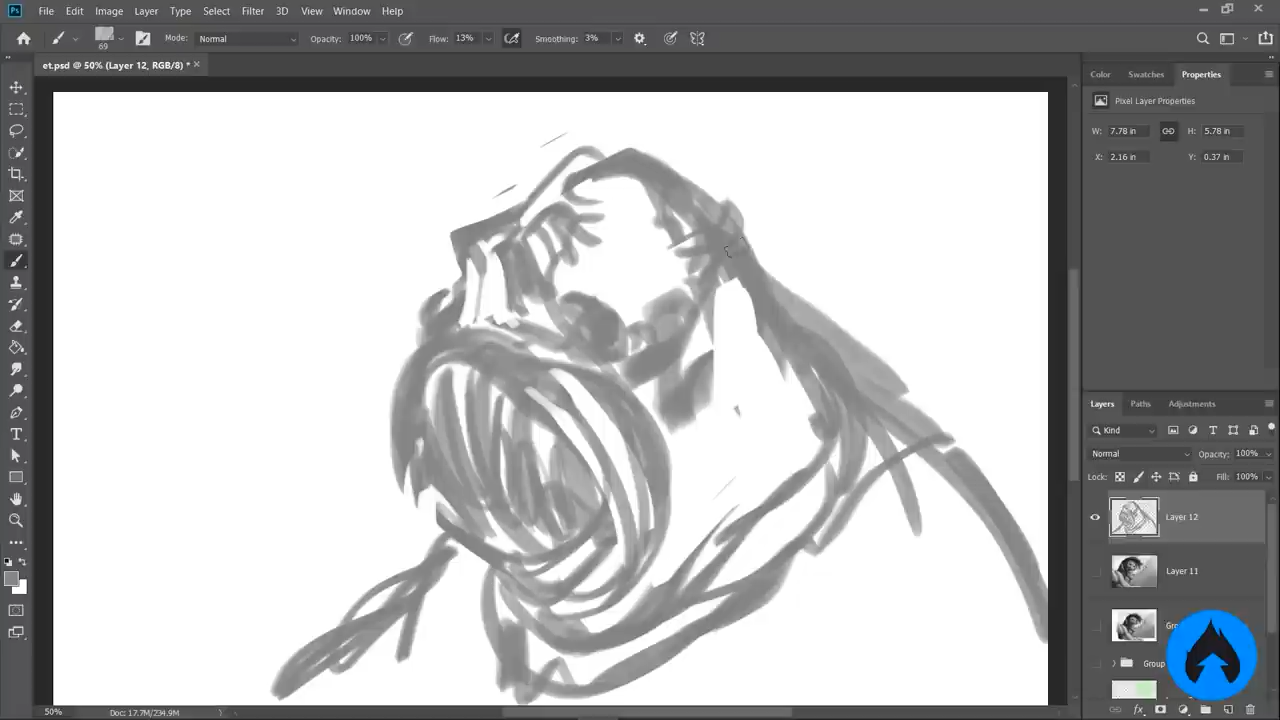 Ps File Edit Image Layer Type Select Filter 3D View Window Help
69 Mode: Normal Opacity: 100% Flow: 13% Smoothing: 3%
et.psd @ 50% (Layer 12, RGB/8) *
Color Swatches Properties
Pixel Layer Properties
W: 7.78 in H: 5.78 in
X: 2.16 in Y: 0.37 in
Layers Paths Adjustments
Kind
Normal Opacity: 100%
Lock: Fill: 100%
Layer 12
Layer 11
Group
50% Doc: 17.7M/234.9M